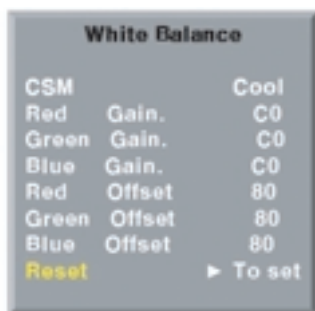 White Balance
CSM Cool
Red Gain. C0
Green Gain. C0
Blue Gain. C0
Red Offset 80
Green Offset 80
Blue Offset 80
Reset ► To set